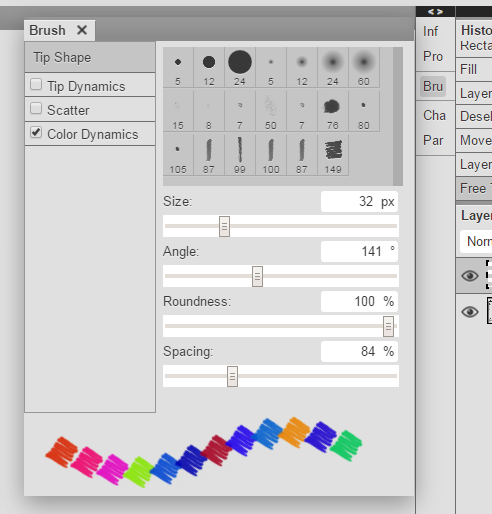 Brush ✕
< >
Tip Shape
Tip Dynamics
Scatter
Color Dynamics
5 12 24 5 12 24 60
15 8 7 50 7 76 80
105 87 99 100 87 149
Size: 32 px
Angle: 141 °
Roundness: 100 %
Spacing: 84 %
Inf
Pro
Bru
Cha
Par
Histo
Recta
Fill
Layer
Desel
Move
Layer
Free T
Layer
Norn